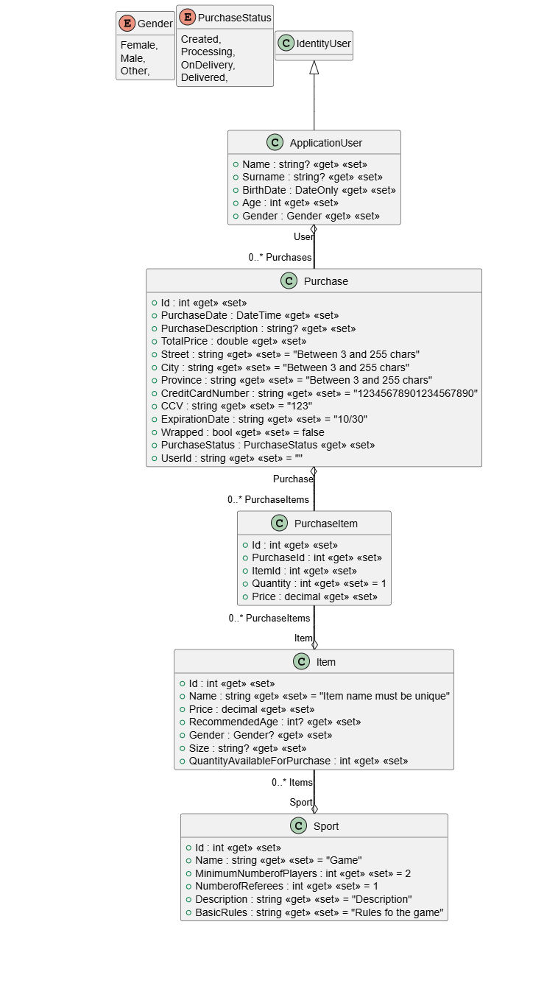 E Gender
Female,
Male,
Other,
E PurchaseStatus
Created,
Processing,
OnDelivery,
Delivered,
C IdentityUser
C ApplicationUser
Name : string? «get» «set»
Surname : string? «get» «set»
BirthDate : DateOnly «get» «set»
Age : int «get» «set»
Gender : Gender «get» «set»
User
0..* Purchases
C Purchase
Id : int «get» «set»
PurchaseDate : DateTime «get» «set»
PurchaseDescription : string? «get» «set»
TotalPrice : double «get» «set»
Street : string «get» «set» = "Between 3 and 255 chars"
City : string «get» «set» = "Between 3 and 255 chars"
Province : string «get» «set» = "Between 3 and 255 chars"
CreditCardNumber : string «get» «set» = "12345678901234567890"
CCV : string «get» «set» = "123"
ExpirationDate : string «get» «set» = "10/30"
Wrapped : bool «get» «set» = false
PurchaseStatus : PurchaseStatus «get» «set»
UserId : string «get» «set» = ""
Purchase
0..* PurchaseItems
C PurchaseItem
Id : int «get» «set»
PurchaseId : int «get» «set»
ItemId : int «get» «set»
Quantity : int «get» «set» = 1
Price : decimal «get» «set»
0..* PurchaseItems
Item
C Item
Id : int «get» «set»
Name : string «get» «set» = "Item name must be unique"
Price : decimal «get» «set»
RecommendedAge : int? «get» «set»
Gender : Gender? «get» «set»
Size : string? «get» «set»
QuantityAvailableForPurchase : int «get» «set»
0..* Items
Sport
C Sport
Id : int «get» «set»
Name : string «get» «set» = "Game"
MinimumNumberofPlayers : int «get» «set» = 2
NumberofReferees : int «get» «set» = 1
Description : string «get» «set» = "Description"
BasicRules : string «get» «set» = "Rules fo the game"